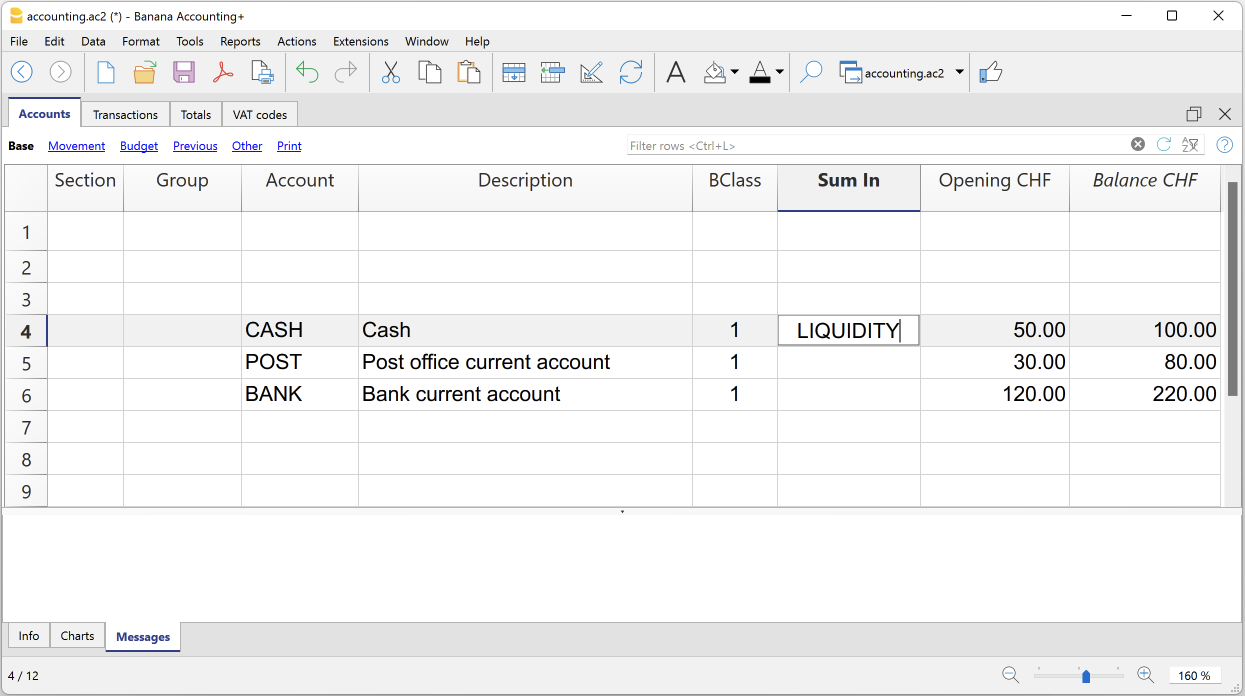 accounting.ac2 (*) - Banana Accounting+
File Edit Data Format Tools Reports Actions Extensions Window Help
accounting.ac2
Accounts Transactions Totals VAT codes
Base Movement Budget Previous Other Print Filter rows <Ctrl+L>
Section Group Account Description BClass Sum In Opening CHF Balance CHF
1
2
3
4 CASH Cash 1 LIQUIDITY 50.00 100.00
5 POST Post office current account 1 30.00 80.00
6 BANK Bank current account 1 120.00 220.00
7
8
9
Info Charts Messages
4 / 12 160 %